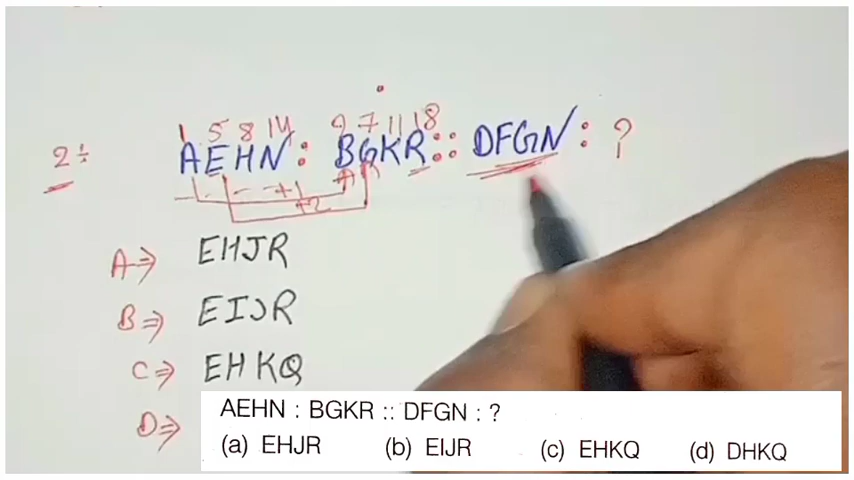 1 5 8 14 2 7 11 18
2÷ AEHN : BGKR :: DFGN : ?
+1
+2
A⇒ EHJR
B⇒ EIJR
C⇒ EHKQ
D⇒
AEHN : BGKR :: DFGN : ?
(a) EHJR (b) EIJR (c) EHKQ (d) DHKQ